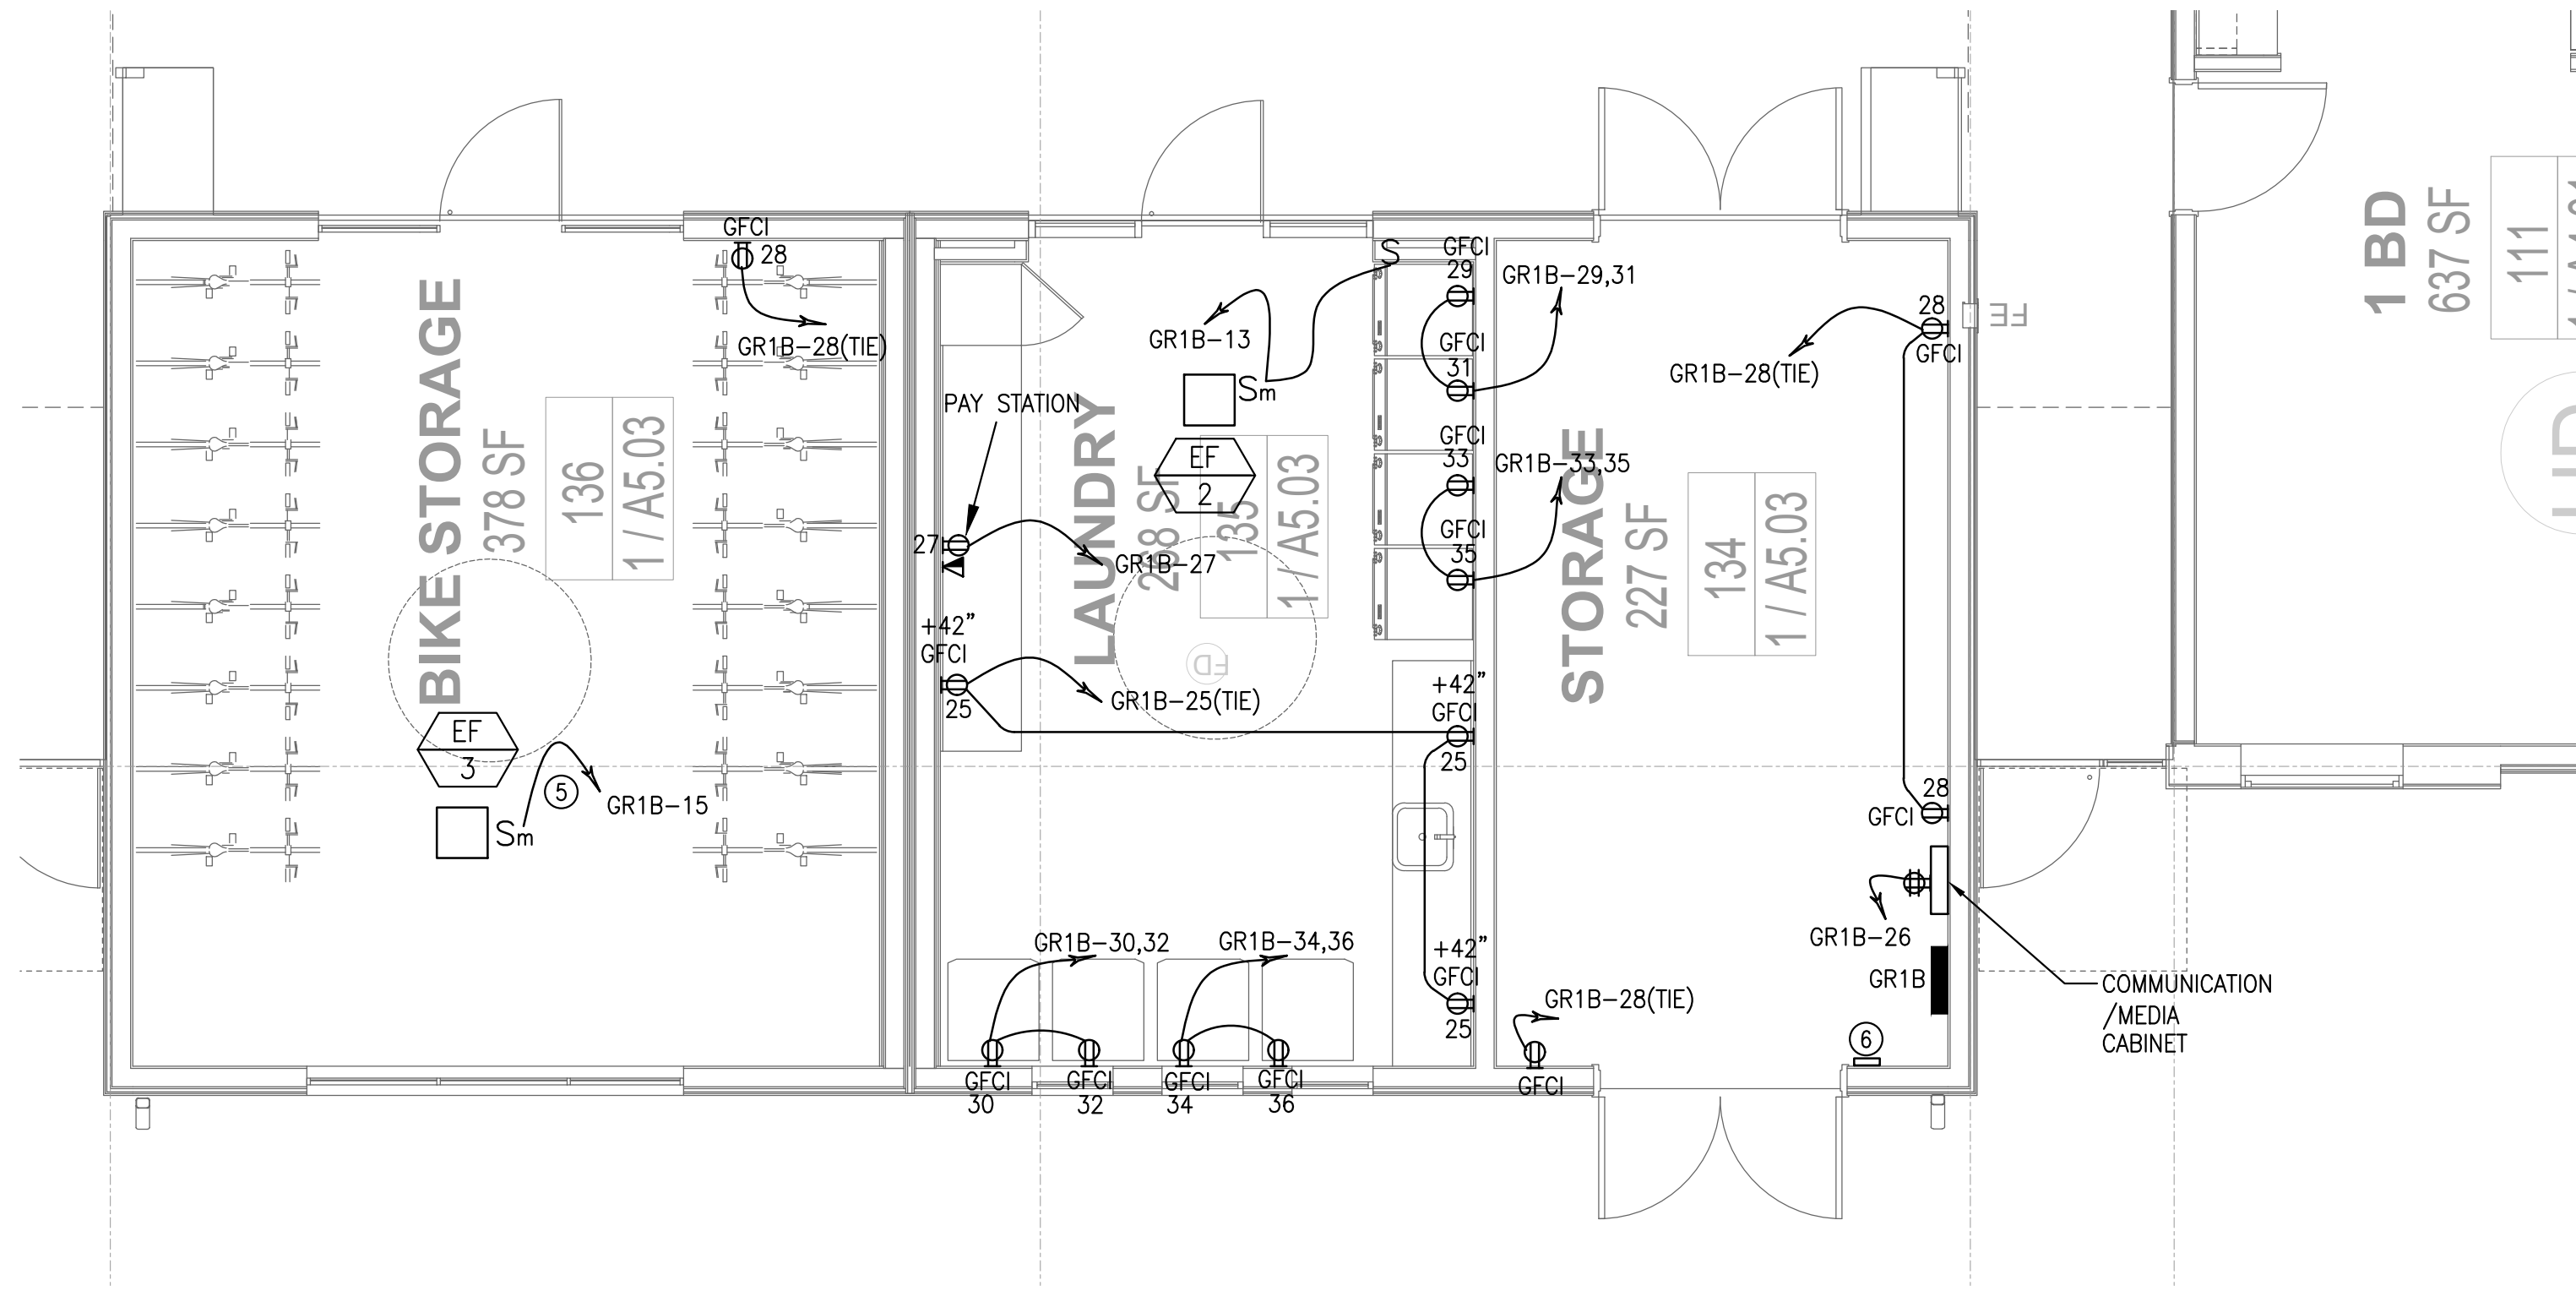 BIKE STORAGE
378 SF
136
1 / A5.03
GFCI
28
GR1B-28(TIE)
EF
3
Sm
5
GR1B-15
LAUNDRY
268 SF
135
1 / A5.03
PAY STATION
27
GR1B-27
+42"
GFCI
25
GR1B-25(TIE)
GR1B-13
S
Sm
EF
2
FD
GFCI
29
GR1B-29,31
GFCI
31
GFCI
33
GR1B-33,35
GFCI
35
+42"
GFCI
25
+42"
GFCI
25
GR1B-30,32
GR1B-34,36
GFCI
30
GFCI
32
GFCI
34
GFCI
36
STORAGE
227 SF
134
1 / A5.03
28
GFCI
GR1B-28(TIE)
FE
28
GFCI
GR1B-26
GR1B
GR1B-28(TIE)
GFCI
6
COMMUNICATION
/MEDIA
CABINET
1 BD
637 SF
111